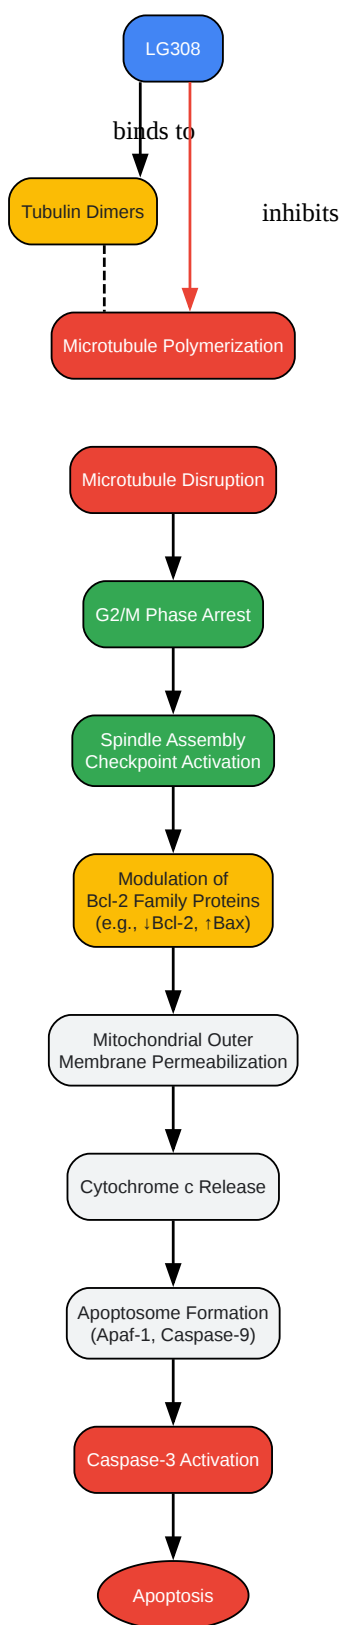 LG308
binds to
Tubulin Dimers
inhibits
Microtubule Polymerization
Microtubule Disruption
G2/M Phase Arrest
Spindle Assembly
Checkpoint Activation
Modulation of
Bcl-2 Family Proteins
(e.g., ↓Bcl-2, ↑Bax)
Mitochondrial Outer
Membrane Permeabilization
Cytochrome c Release
Apoptosome Formation
(Apaf-1, Caspase-9)
Caspase-3 Activation
Apoptosis